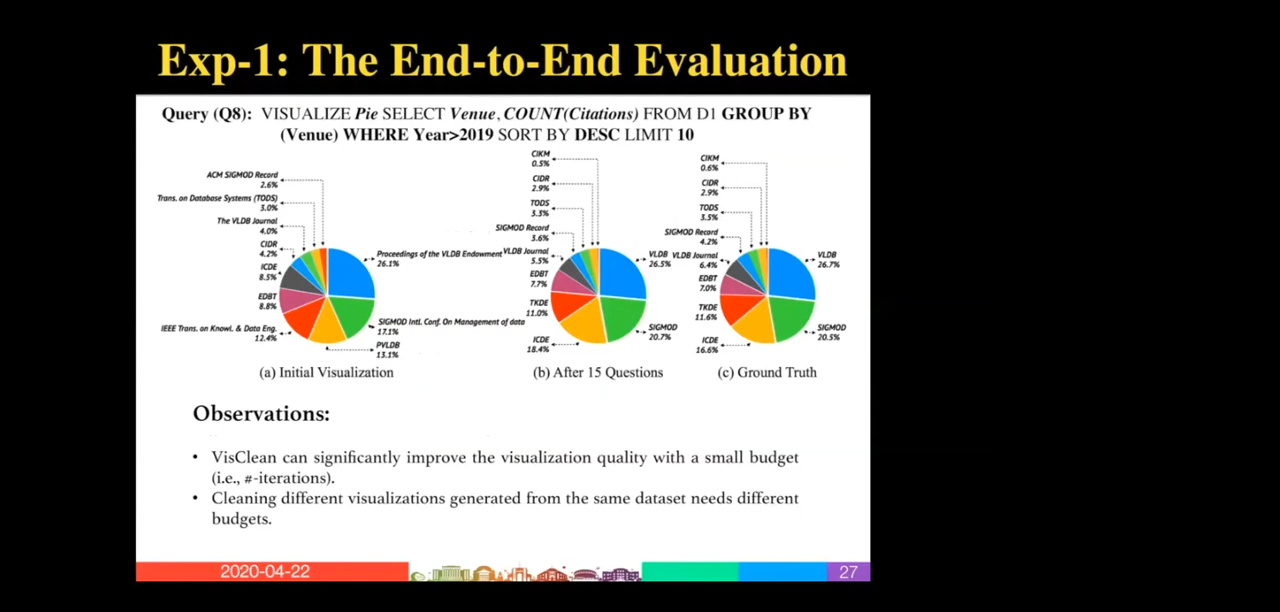 Exp-1: The End-to-End Evaluation
Query (Q8): VISUALIZE Pie SELECT Venue, COUNT(Citations) FROM D1 GROUP BY
(Venue) WHERE Year>2019 SORT BY DESC LIMIT 10
ACM SIGMOD Record
2.6%
Trans. on Database Systems (TODS)
3.0%
The VLDB Journal
4.0%
CIDR
4.2%
ICDE
8.5%
EDBT
8.8%
IEEE Trans. on Knowl. & Data Eng.
12.4%
Proceedings of the VLDB Endowment
26.1%
SIGMOD Intl. Conf. On Management of data
17.1%
PVLDB
13.1%
(a) Initial Visualization
CIKM
0.5%
CIDR
2.9%
TODS
3.3%
SIGMOD Record
3.6%
VLDB Journal
5.5%
EDBT
7.7%
TKDE
11.0%
ICDE
18.4%
VLDB
26.5%
SIGMOD
20.7%
(b) After 15 Questions
CIKM
0.6%
CIDR
2.9%
TODS
3.5%
SIGMOD Record
4.2%
VLDB Journal
6.4%
EDBT
7.0%
TKDE
11.6%
ICDE
16.6%
VLDB
26.7%
SIGMOD
20.5%
(c) Ground Truth
Observations:
• VisClean can significantly improve the visualization quality with a small budget
(i.e., #-iterations).
• Cleaning different visualizations generated from the same dataset needs different
budgets.
2020-04-22
27